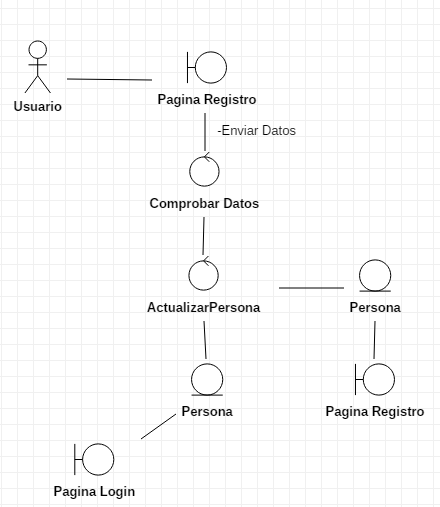 Usuario
Pagina Registro
-Enviar Datos
Comprobar Datos
ActualizarPersona
Persona
Persona
Pagina Registro
Pagina Login